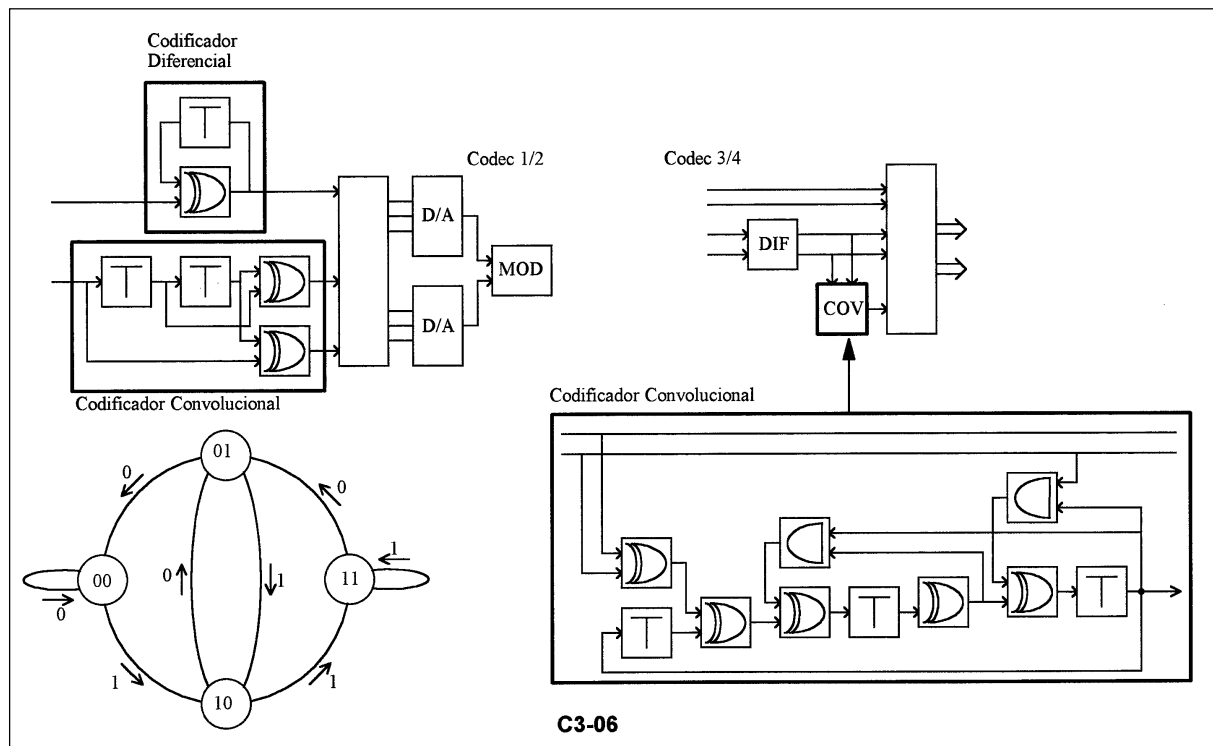 Codificador
Diferencial
T
Codec 1/2
D/A
MOD
D/A
T
T
Codificador Convolucional
Codec 3/4
DIF
COV
Codificador Convolucional
T
T
T
01
0
0
00
0
0
1
11
1
1
1
10
C3-06